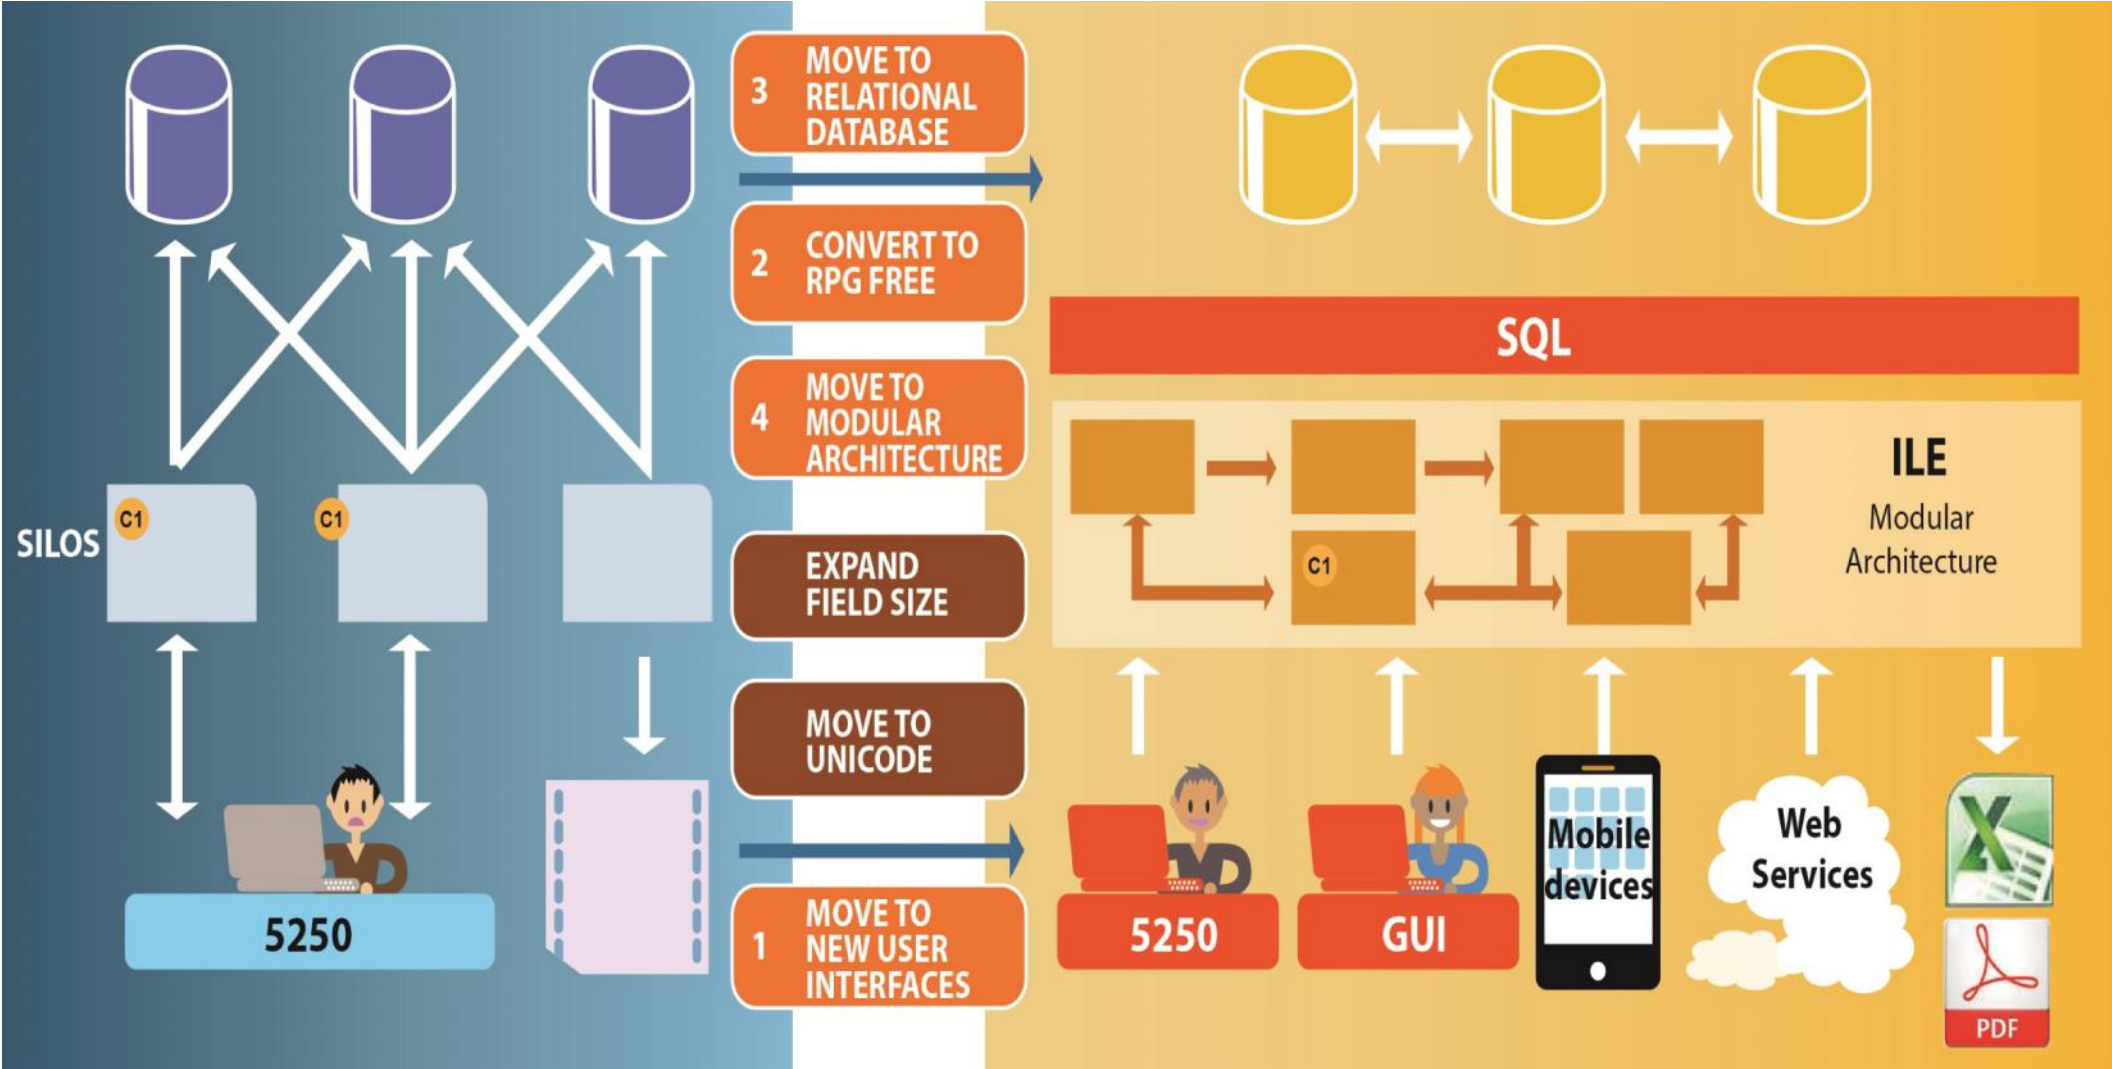 SILOS
C1
C1
5250
3
MOVE TO
RELATIONAL
DATABASE
2
CONVERT TO
RPG FREE
4
MOVE TO
MODULAR
ARCHITECTURE
EXPAND
FIELD SIZE
MOVE TO
UNICODE
1
MOVE TO
NEW USER
INTERFACES
SQL
ILE
Modular
Architecture
C1
5250
GUI
Mobile
devices
Web
Services
X
PDF